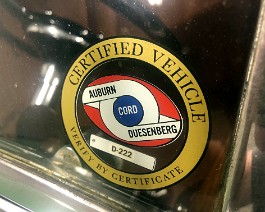 CERTIFIED VEHICLE
AUBURN
CORD
DUESENBERG
D-222
VERIFY BY CERTIFICATE